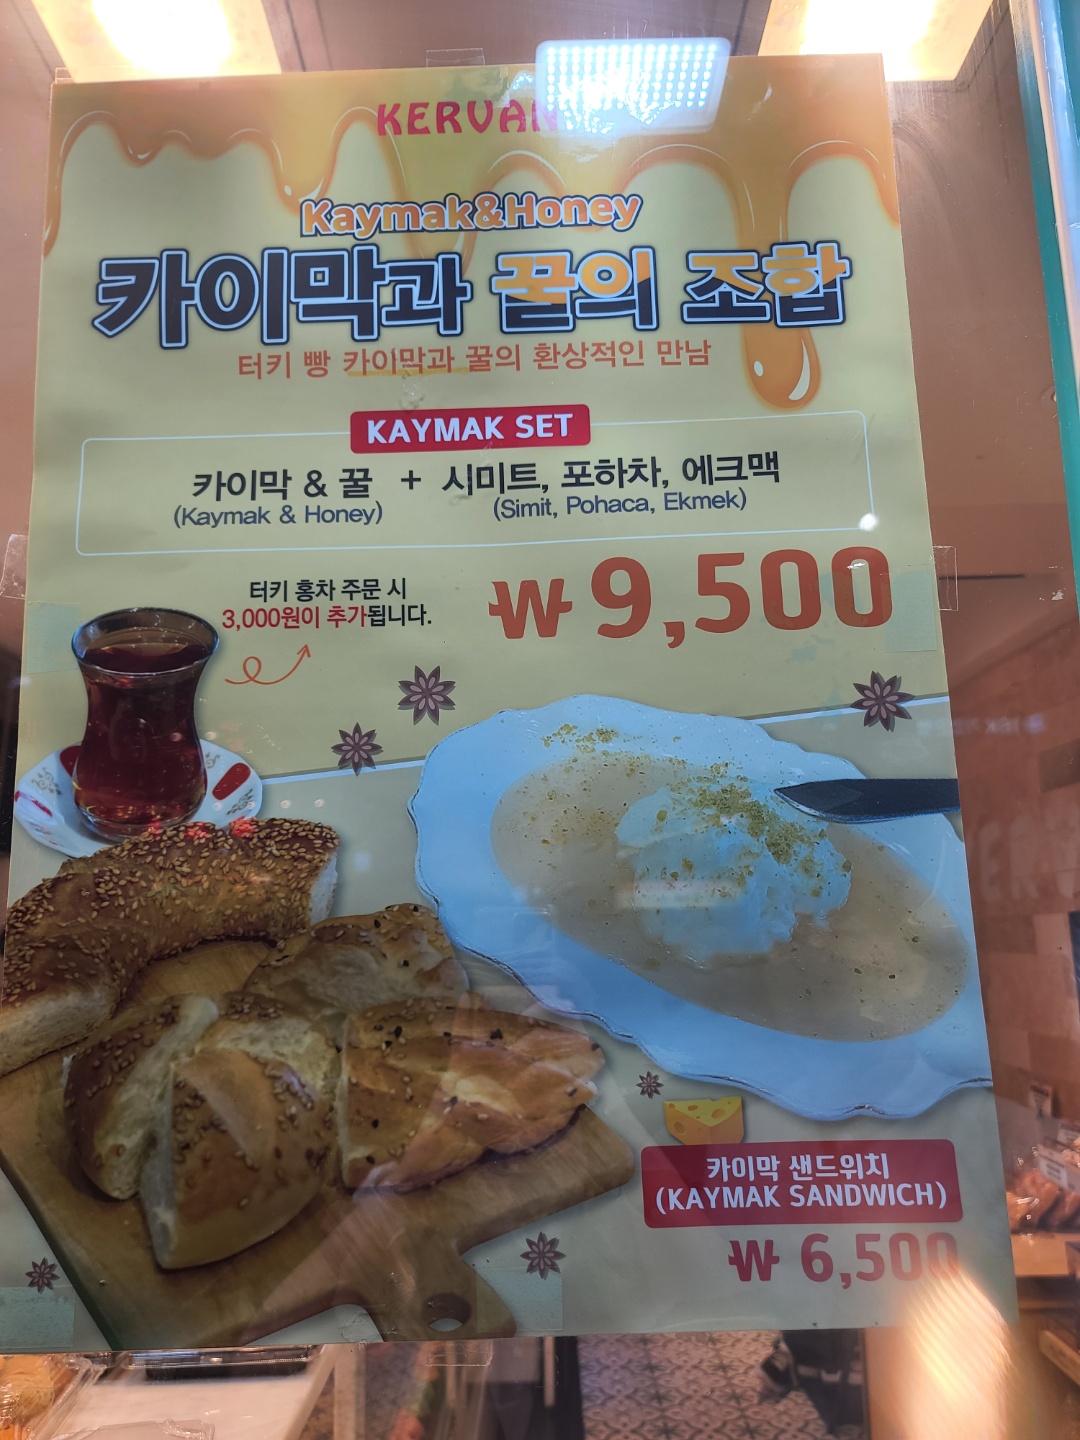 KERVAN
Kaymak&Honey
카이막과 꿀의 조합
터키 빵 카이막과 꿀의 환상적인 만남
KAYMAK SET
카이막 & 꿀 + 시미트, 포하차, 에크맥
(Kaymak & Honey) (Simit, Pohaca, Ekmek)
터키 홍차 주문 시
3,000원이 추가됩니다.
₩9,500
카이막 샌드위치
(KAYMAK SANDWICH)
₩ 6,500